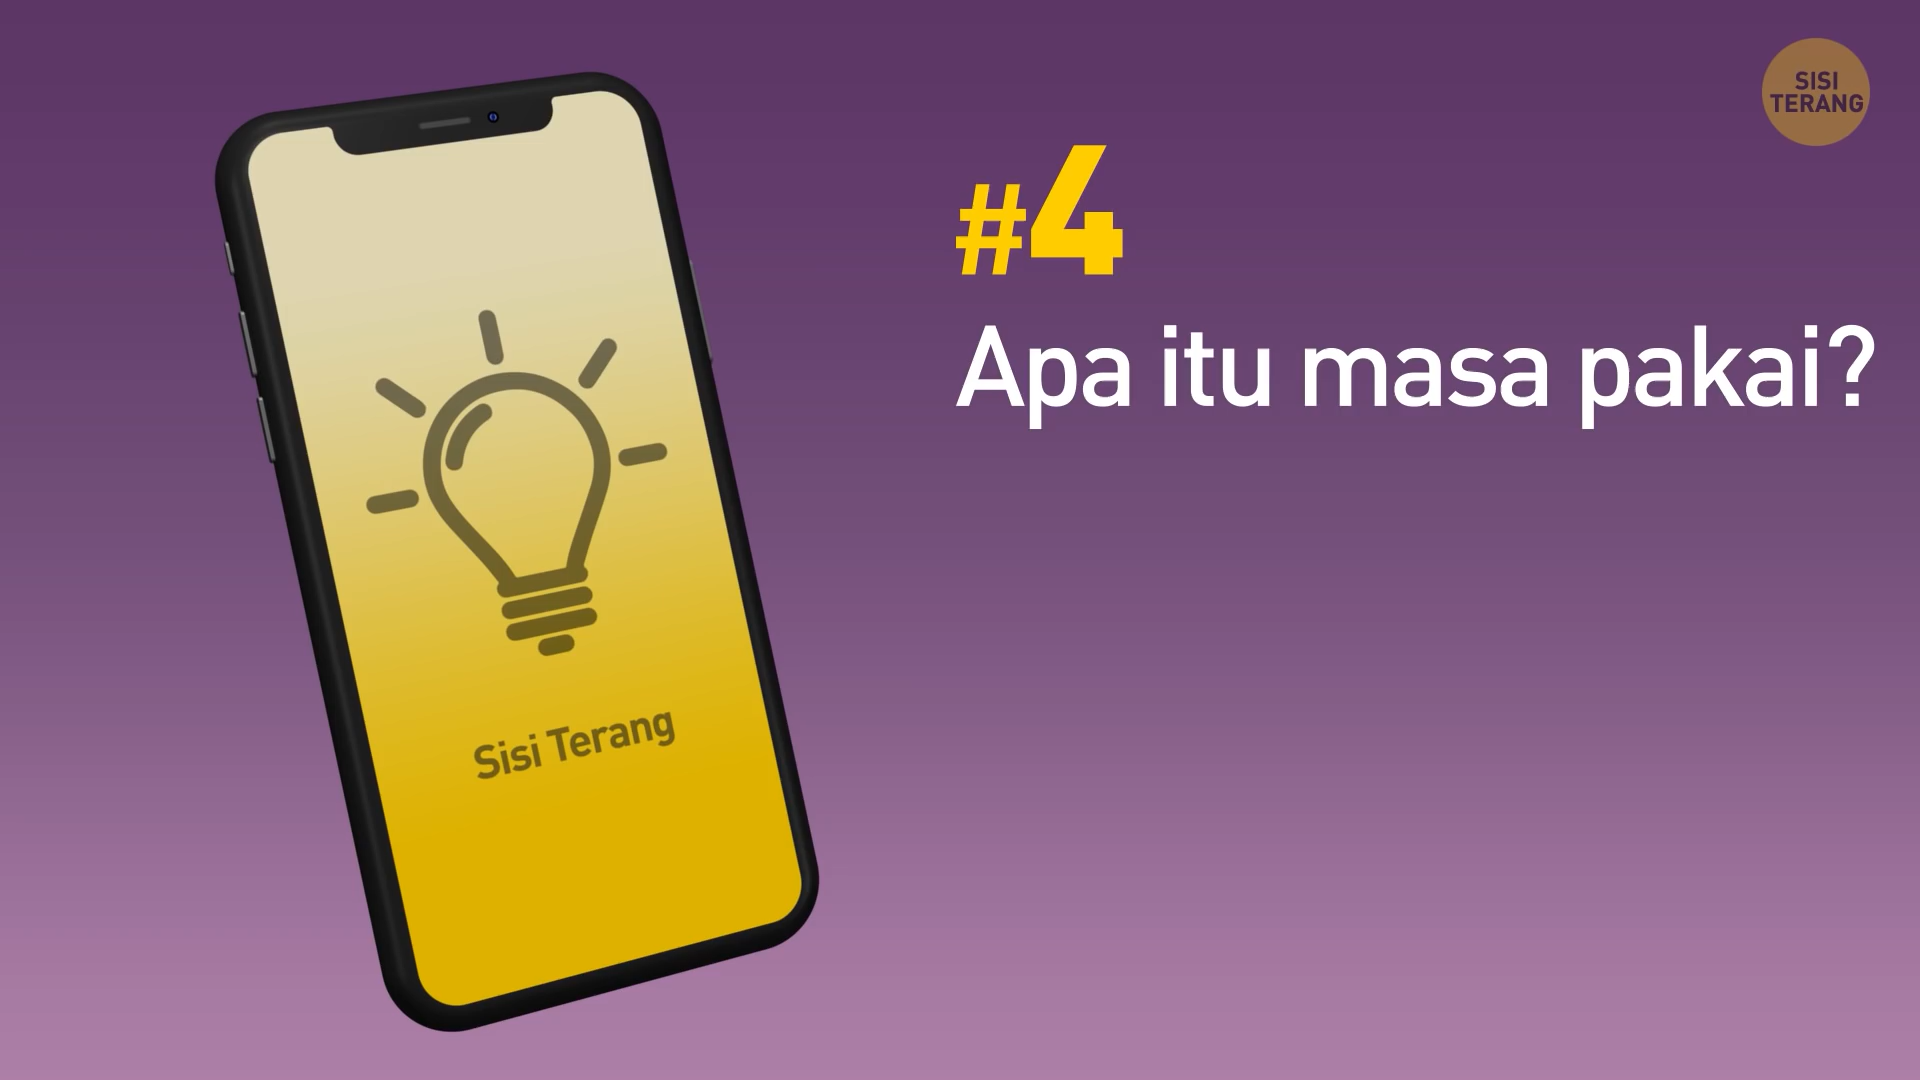 SISI
TERANG
#4
Apa itu masa pakai?
Sisi Terang